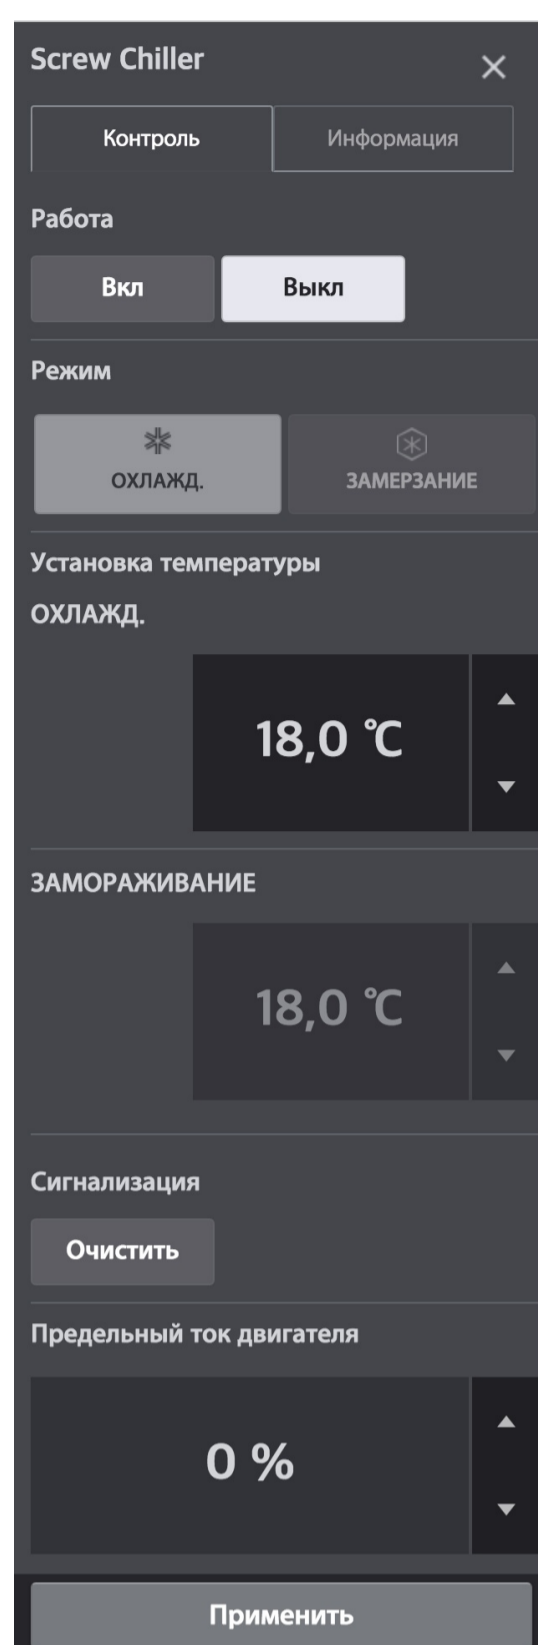 Screw Chiller
Контроль Информация
Работа
Вкл Выкл
Режим
ОХЛАЖД. ЗАМЕРЗАНИЕ
Установка температуры
ОХЛАЖД.
18,0 ℃
ЗАМОРАЖИВАНИЕ
18,0 ℃
Сигнализация
Очистить
Предельный ток двигателя
0 %
Применить